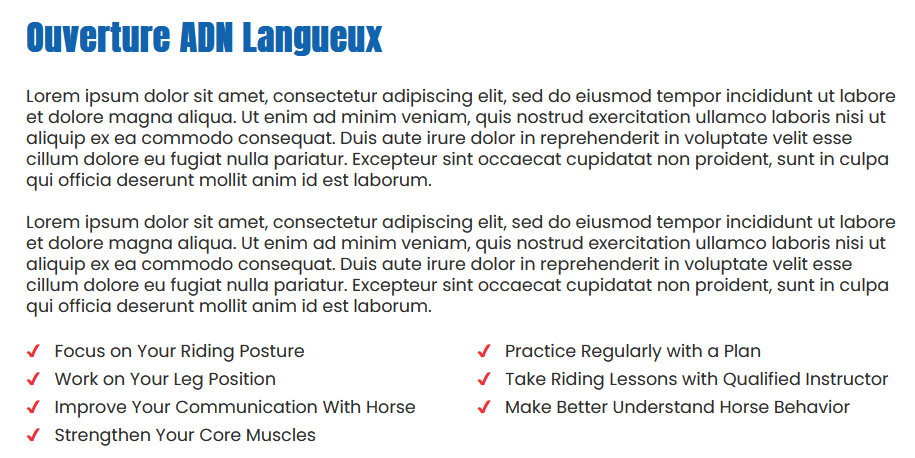 Ouverture ADN Langueux
Lorem ipsum dolor sit amet, consectetur adipiscing elit, sed do eiusmod tempor incididunt ut labore
et dolore magna aliqua. Ut enim ad minim veniam, quis nostrud exercitation ullamco laboris nisi ut
aliquip ex ea commodo consequat. Duis aute irure dolor in reprehenderit in voluptate velit esse
cillum dolore eu fugiat nulla pariatur. Excepteur sint occaecat cupidatat non proident, sunt in culpa
qui officia deserunt mollit anim id est laborum.
Lorem ipsum dolor sit amet, consectetur adipiscing elit, sed do eiusmod tempor incididunt ut labore
et dolore magna aliqua. Ut enim ad minim veniam, quis nostrud exercitation ullamco laboris nisi ut
aliquip ex ea commodo consequat. Duis aute irure dolor in reprehenderit in voluptate velit esse
cillum dolore eu fugiat nulla pariatur. Excepteur sint occaecat cupidatat non proident, sunt in culpa
qui officia deserunt mollit anim id est laborum.
Focus on Your Riding Posture
Work on Your Leg Position
Improve Your Communication With Horse
Strengthen Your Core Muscles
Practice Regularly with a Plan
Take Riding Lessons with Qualified Instructor
Make Better Understand Horse Behavior